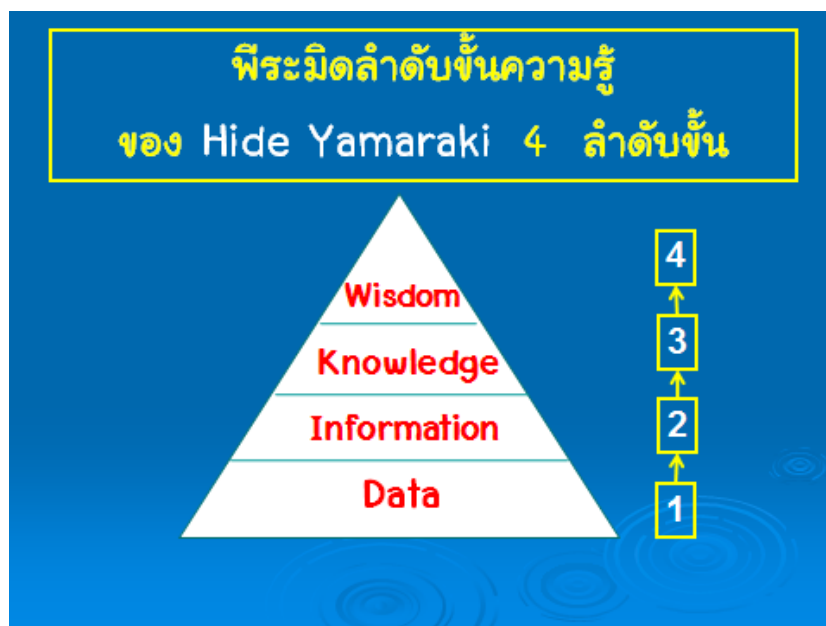 พีระมิดลำดับขั้นความรู้
ของ Hide Yamaraki 4 ลำดับขั้น
Wisdom
Knowledge
Information
Data
4
3
2
1